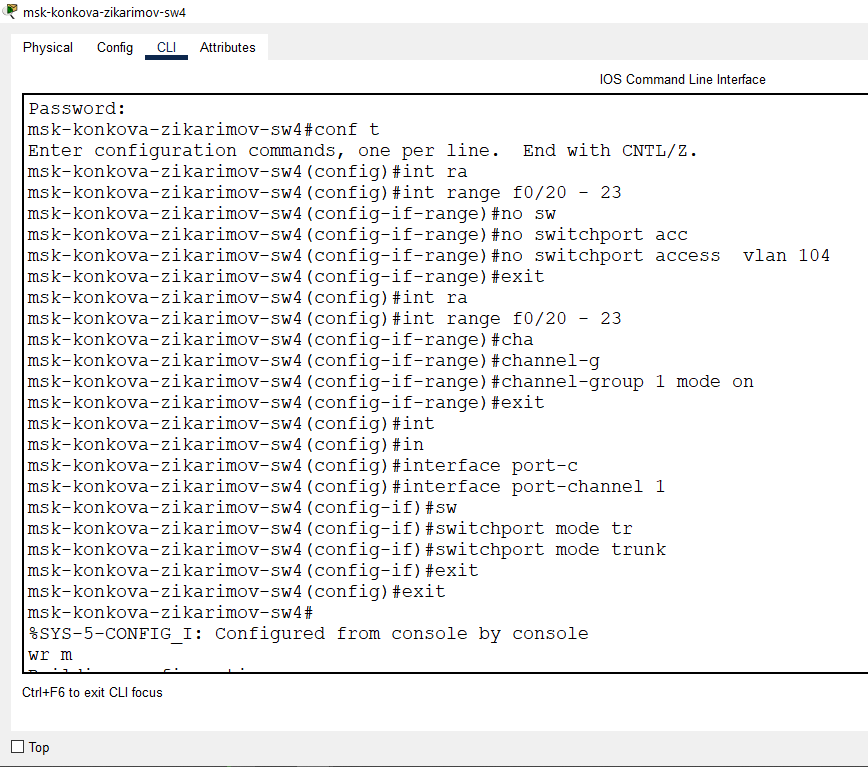 msk-konkova-zikarimov-sw4
Physical Config CLI Attributes
IOS Command Line Interface
Password:
msk-konkova-zikarimov-sw4#conf t
Enter configuration commands, one per line.  End with CNTL/Z.
msk-konkova-zikarimov-sw4(config)#int ra
msk-konkova-zikarimov-sw4(config)#int range f0/20 - 23
msk-konkova-zikarimov-sw4(config-if-range)#no sw
msk-konkova-zikarimov-sw4(config-if-range)#no switchport acc
msk-konkova-zikarimov-sw4(config-if-range)#no switchport access  vlan 104
msk-konkova-zikarimov-sw4(config-if-range)#exit
msk-konkova-zikarimov-sw4(config)#int ra
msk-konkova-zikarimov-sw4(config)#int range f0/20 - 23
msk-konkova-zikarimov-sw4(config-if-range)#cha
msk-konkova-zikarimov-sw4(config-if-range)#channel-g
msk-konkova-zikarimov-sw4(config-if-range)#channel-group 1 mode on
msk-konkova-zikarimov-sw4(config-if-range)#exit
msk-konkova-zikarimov-sw4(config)#int
msk-konkova-zikarimov-sw4(config)#in
msk-konkova-zikarimov-sw4(config)#interface port-c
msk-konkova-zikarimov-sw4(config)#interface port-channel 1
msk-konkova-zikarimov-sw4(config-if)#sw
msk-konkova-zikarimov-sw4(config-if)#switchport mode tr
msk-konkova-zikarimov-sw4(config-if)#switchport mode trunk
msk-konkova-zikarimov-sw4(config-if)#exit
msk-konkova-zikarimov-sw4(config)#exit
msk-konkova-zikarimov-sw4#
%SYS-5-CONFIG_I: Configured from console by console
wr m
Ctrl+F6 to exit CLI focus
Top